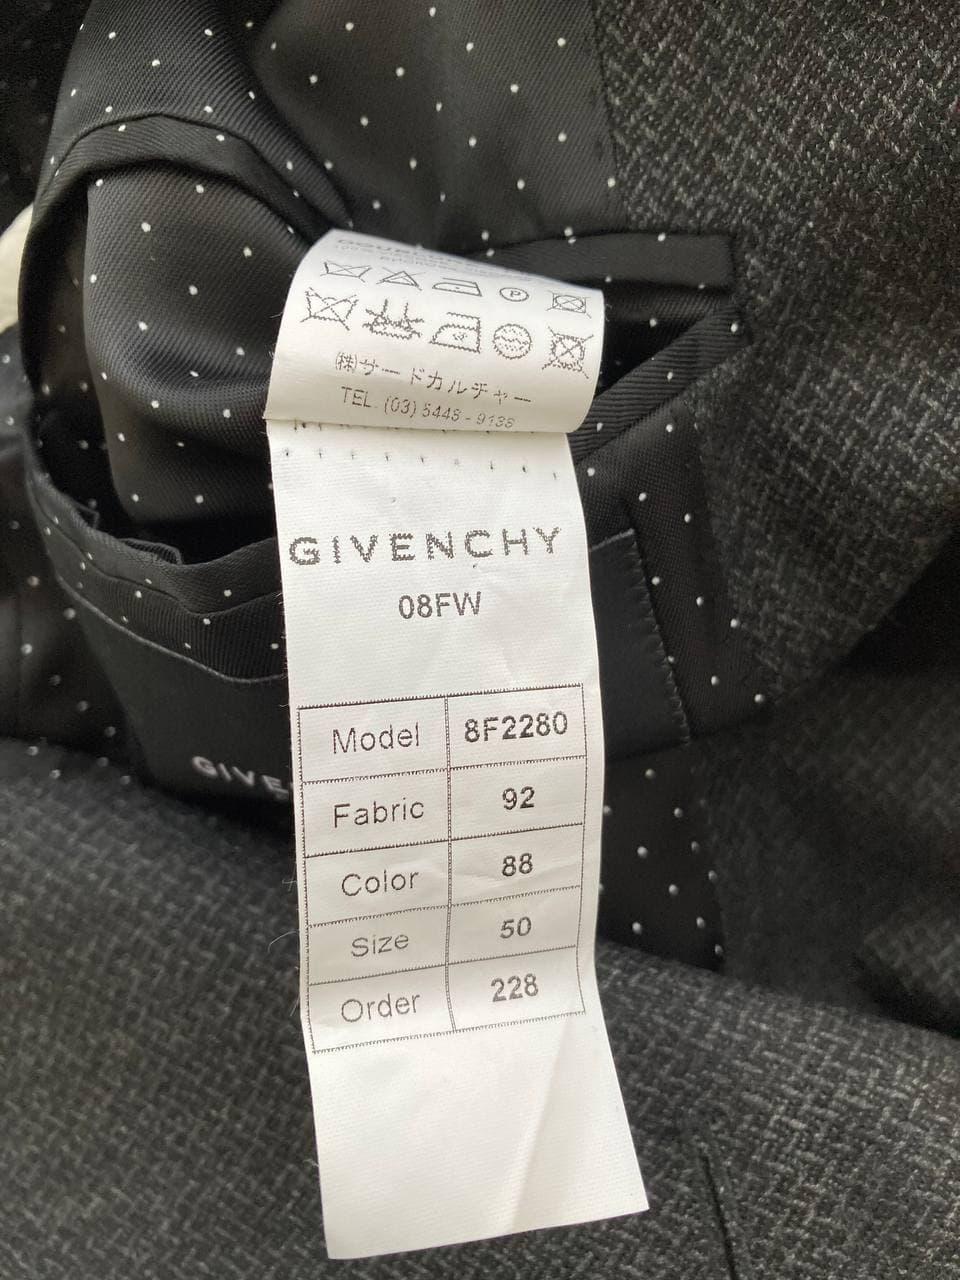 (株)サードカルチャー
TEL. (03) 5448 - 9138
GIVENCHY
08FW
Model 8F2280
Fabric 92
Color 88
Size 50
Order 228
GIVE